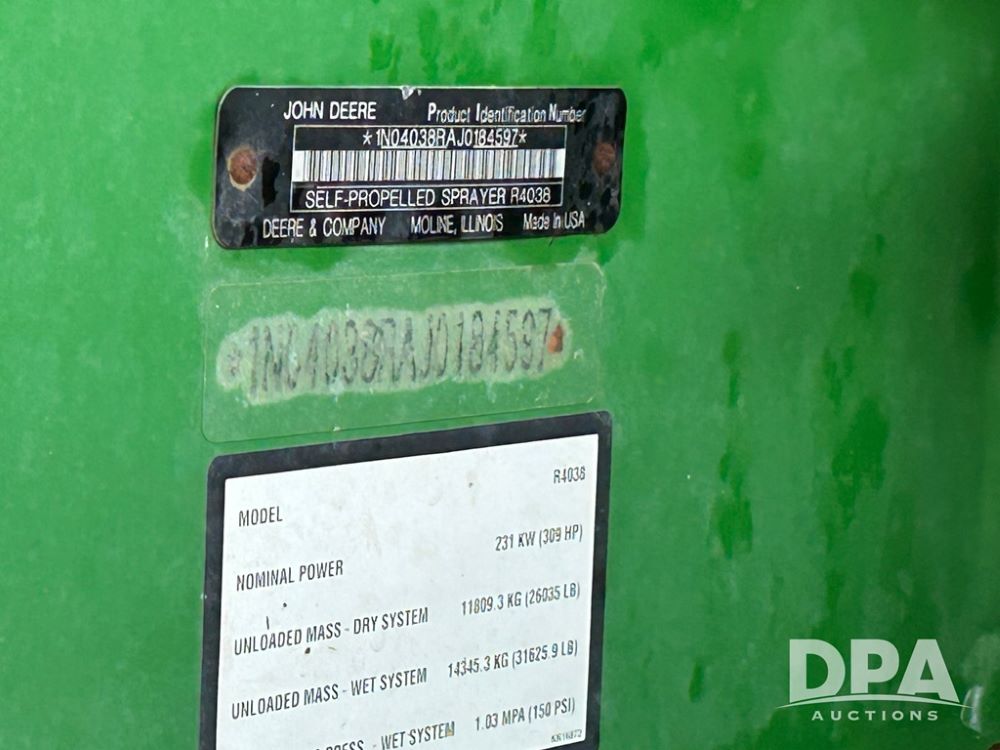 JOHN DEERE Product Identification Number
*1N04038RAJ0184597*
SELF-PROPELLED SPRAYER R4038
DEERE & COMPANY MOLINE, ILLINOIS Made in USA
*1N04038RAJ0184597
MODEL R4038
NOMINAL POWER 231 KW (309 HP)
UNLOADED MASS - DRY SYSTEM 11809.3 KG (26035 LB)
UNLOADED MASS - WET SYSTEM 14345.3 KG (31625.9 LB)
PRESS - WET SYSTEM 1.03 MPA (150 PSI)
DPA
AUCTIONS